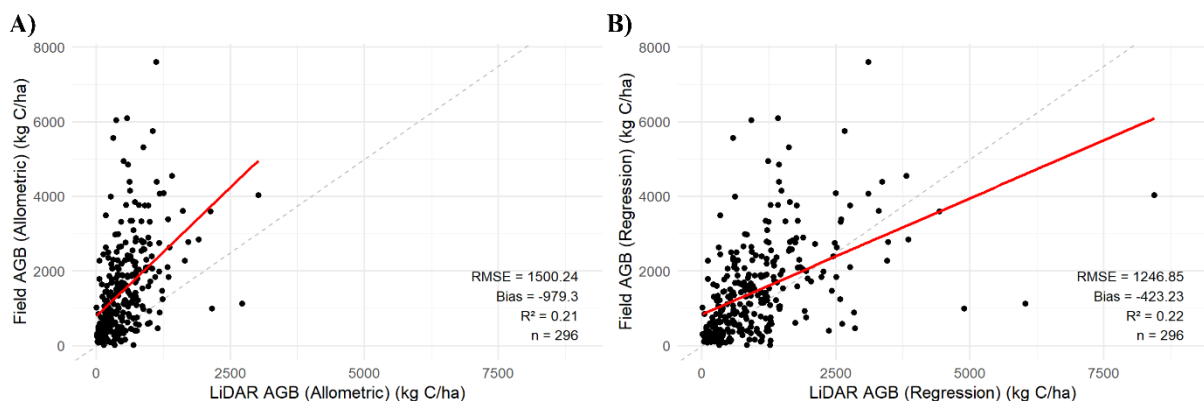 A)
Field AGB (Allometric) (kg C/ha)
8000
6000
4000
2000
0
RMSE = 1500.24
Bias = -979.3
R² = 0.21
n = 296
0
2500
5000
7500
LiDAR AGB (Allometric) (kg C/ha)
B)
Field AGB (Regression) (kg C/ha)
8000
6000
4000
2000
0
RMSE = 1246.85
Bias = -423.23
R² = 0.22
n = 296
0
2500
5000
7500
LiDAR AGB (Regression) (kg C/ha)